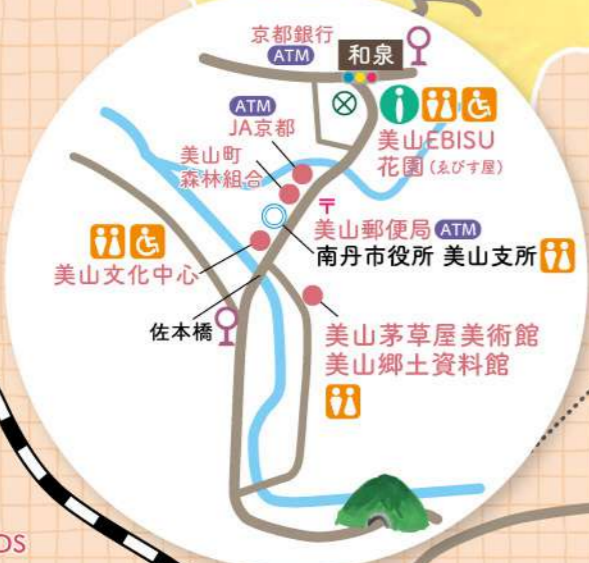 京都銀行
ATM
和泉
ATM
JA京都
美山EBISU
花園(ゑびす屋)
美山町
森林組合
〒
美山郵便局 ATM
南丹市役所 美山支所
美山文化中心
佐本橋
美山茅草屋美術館
美山郷土資料館
DS